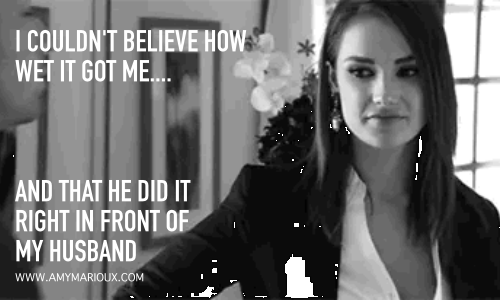 I COULDN'T BELIEVE HOW
WET IT GOT ME....
AND THAT HE DID IT
RIGHT IN FRONT OF
MY HUSBAND
WWW.AMYMARIOUX.COM